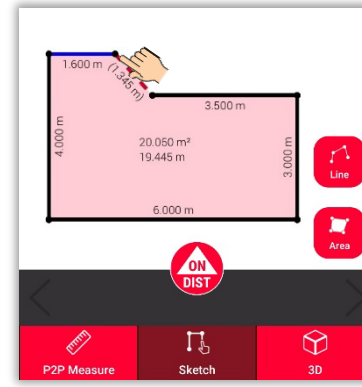 1.600 m
(1.345 m)
3.500 m
4.000 m
20.050 m²
19.445 m
3.000 m
Line
6.000 m
Area
ON
DIST
P2P Measure
Sketch
3D